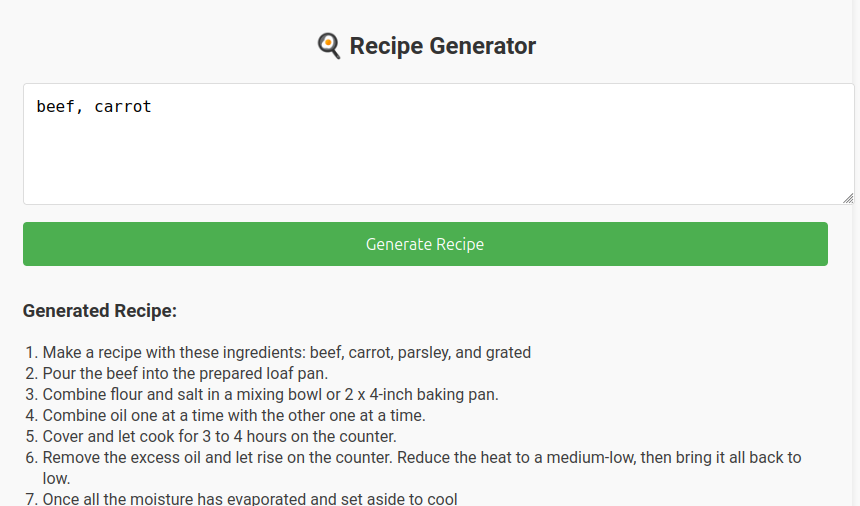 Recipe Generator
beef, carrot
Generate Recipe
Generated Recipe:
1. Make a recipe with these ingredients: beef, carrot, parsley, and grated
2. Pour the beef into the prepared loaf pan.
3. Combine flour and salt in a mixing bowl or 2 x 4-inch baking pan.
4. Combine oil one at a time with the other one at a time.
5. Cover and let cook for 3 to 4 hours on the counter.
6. Remove the excess oil and let rise on the counter. Reduce the heat to a medium-low, then bring it all back to
low.
7. Once all the moisture has evaporated and set aside to cool